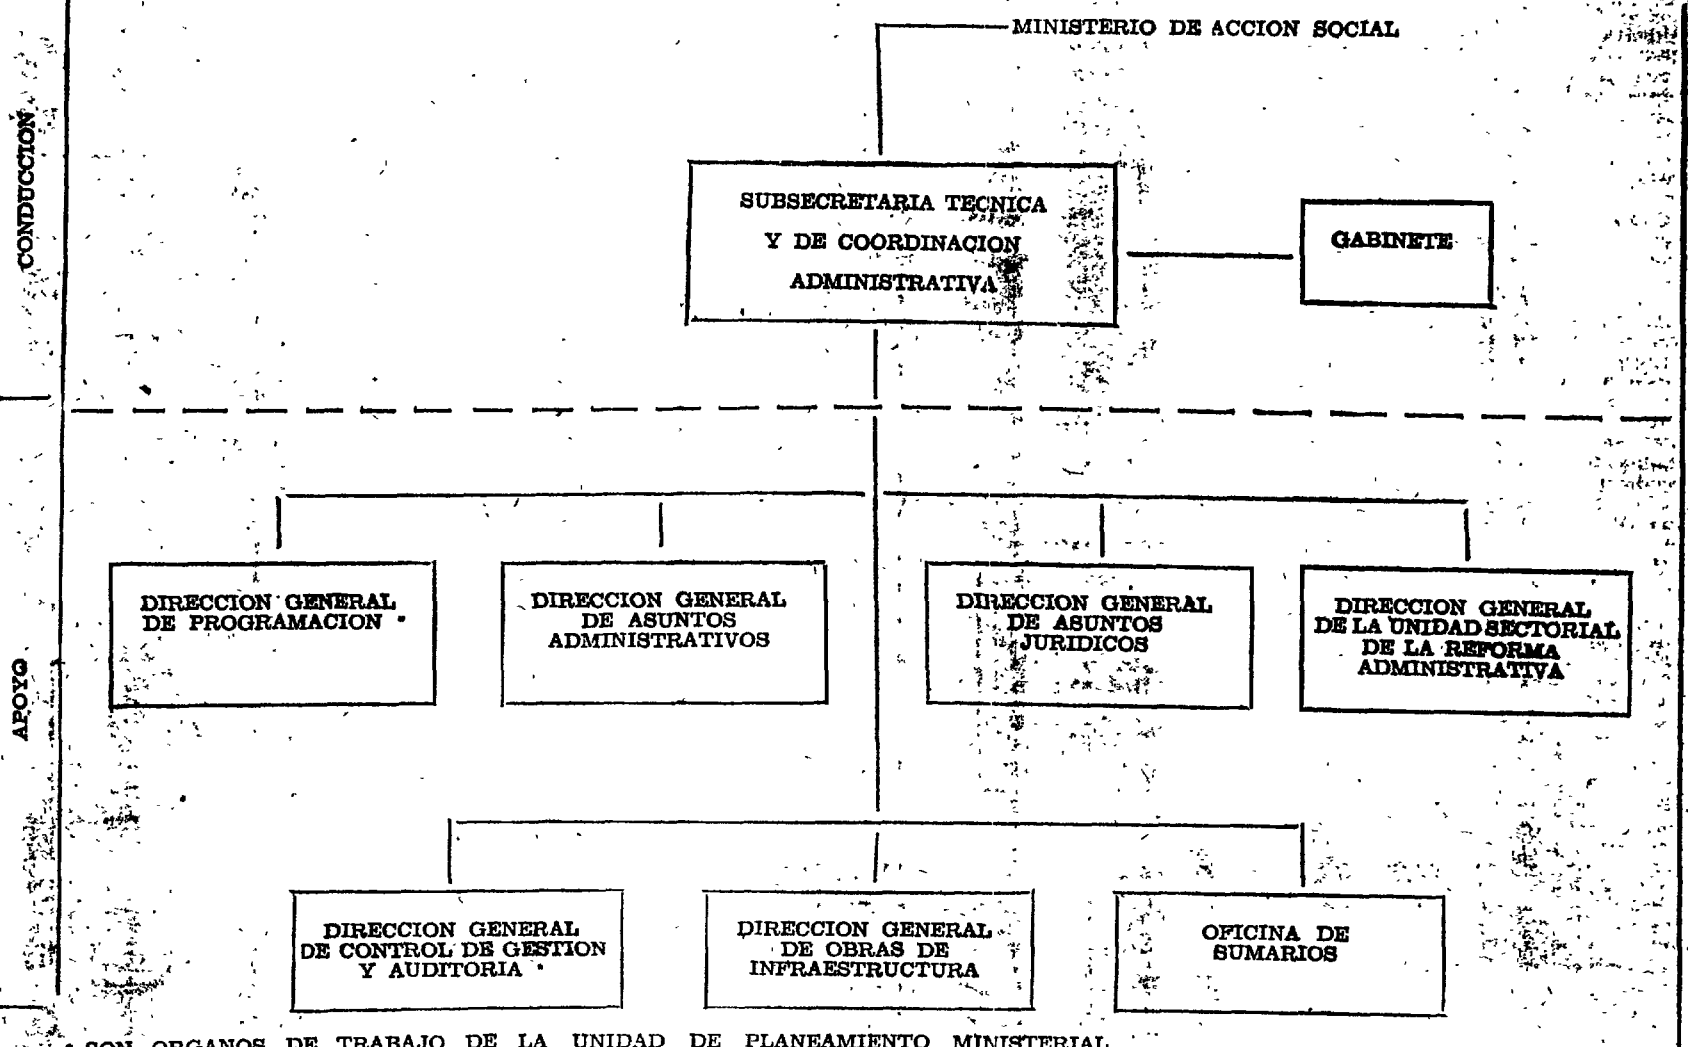 MINISTERIO DE ACCION SOCIAL
CONDUCCION
SUBSECRETARIA TECNICA
Y DE COORDINACION
ADMINISTRATIVA
GABINETE
APOYO
DIRECCION GENERAL
DE PROGRAMACION *
DIRECCION GENERAL
DE ASUNTOS
ADMINISTRATIVOS
DIRECCION GENERAL
DE ASUNTOS
JURIDICOS
DIRECCION GENERAL
DE LA UNIDAD SECTORIAL
DE LA REFORMA
ADMINISTRATIVA
DIRECCION GENERAL
DE CONTROL DE GESTION
Y AUDITORIA *
DIRECCION GENERAL
DE OBRAS DE
INFRAESTRUCTURA
OFICINA DE
SUMARIOS
* SON ORGANOS DE TRABAJO DE LA UNIDAD DE PLANEAMIENTO MINISTERIAL